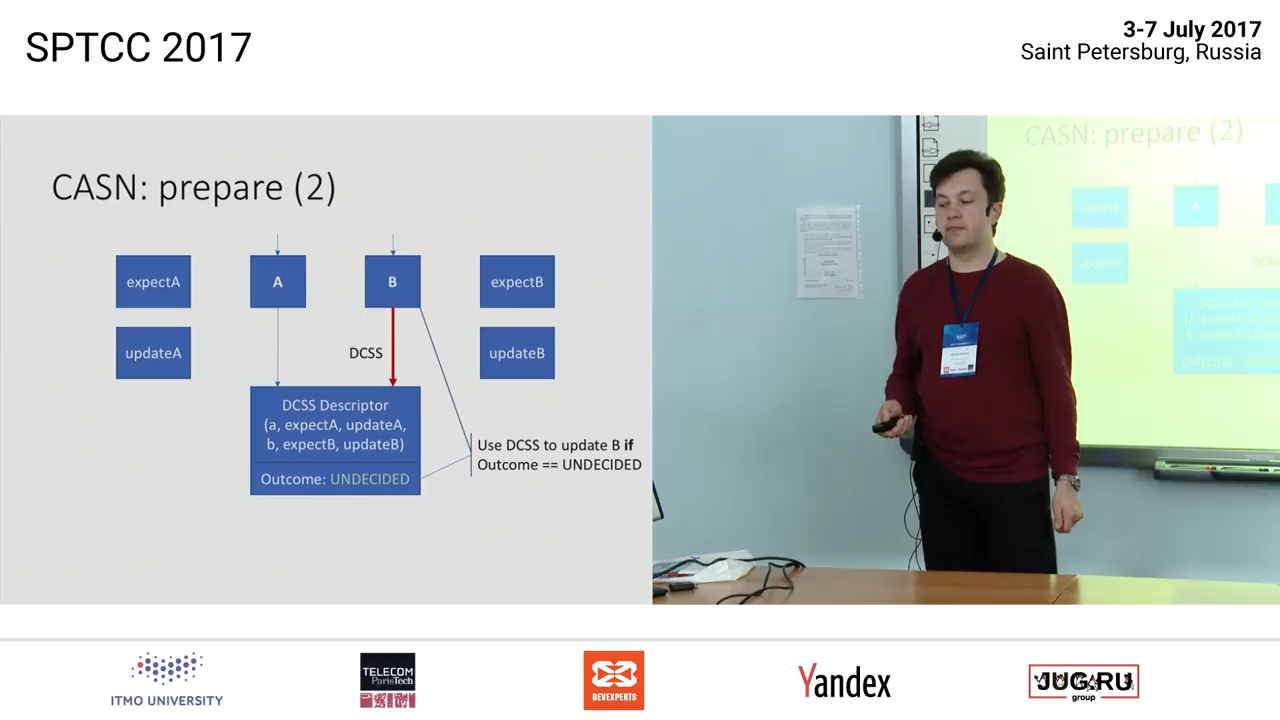 SPTCC 2017
3-7 July 2017
Saint Petersburg, Russia
CASN: prepare (2)
expectA
A
B
expectB
updateA
DCSS
updateB
DCSS Descriptor
(a, expectA, updateA,
b, expectB, updateB)
Outcome: UNDECIDED
Use DCSS to update B if
Outcome == UNDECIDED
CASN: prepare (2)
A
ITMO UNIVERSITY
TELECOM
ParisTech
DEVEXPERTS
Yandex
JUG.RU
group